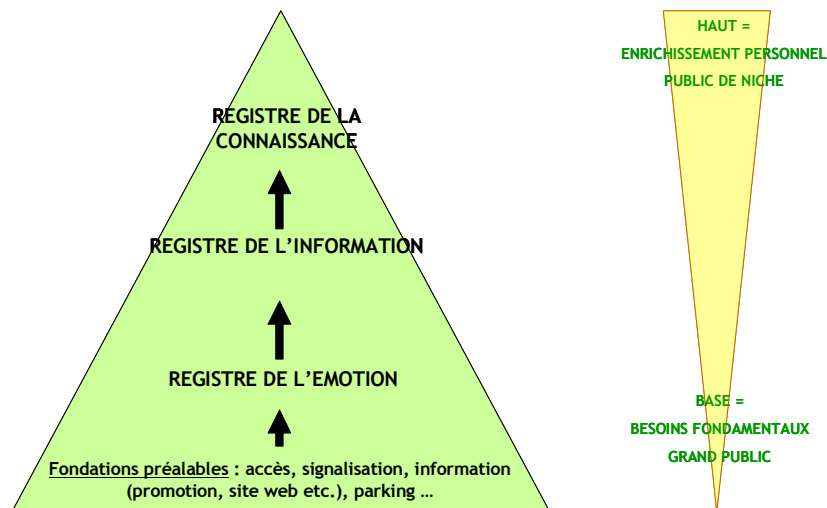 REGISTRE DE LA
CONNAISSANCE
REGISTRE DE L’INFORMATION
REGISTRE DE L’EMOTION
Fondations préalables : accès, signalisation, information
(promotion, site web etc.), parking …
HAUT =
ENRICHISSEMENT PERSONNEL
PUBLIC DE NICHE
BASE =
BESOINS FONDAMENTAUX
GRAND PUBLIC